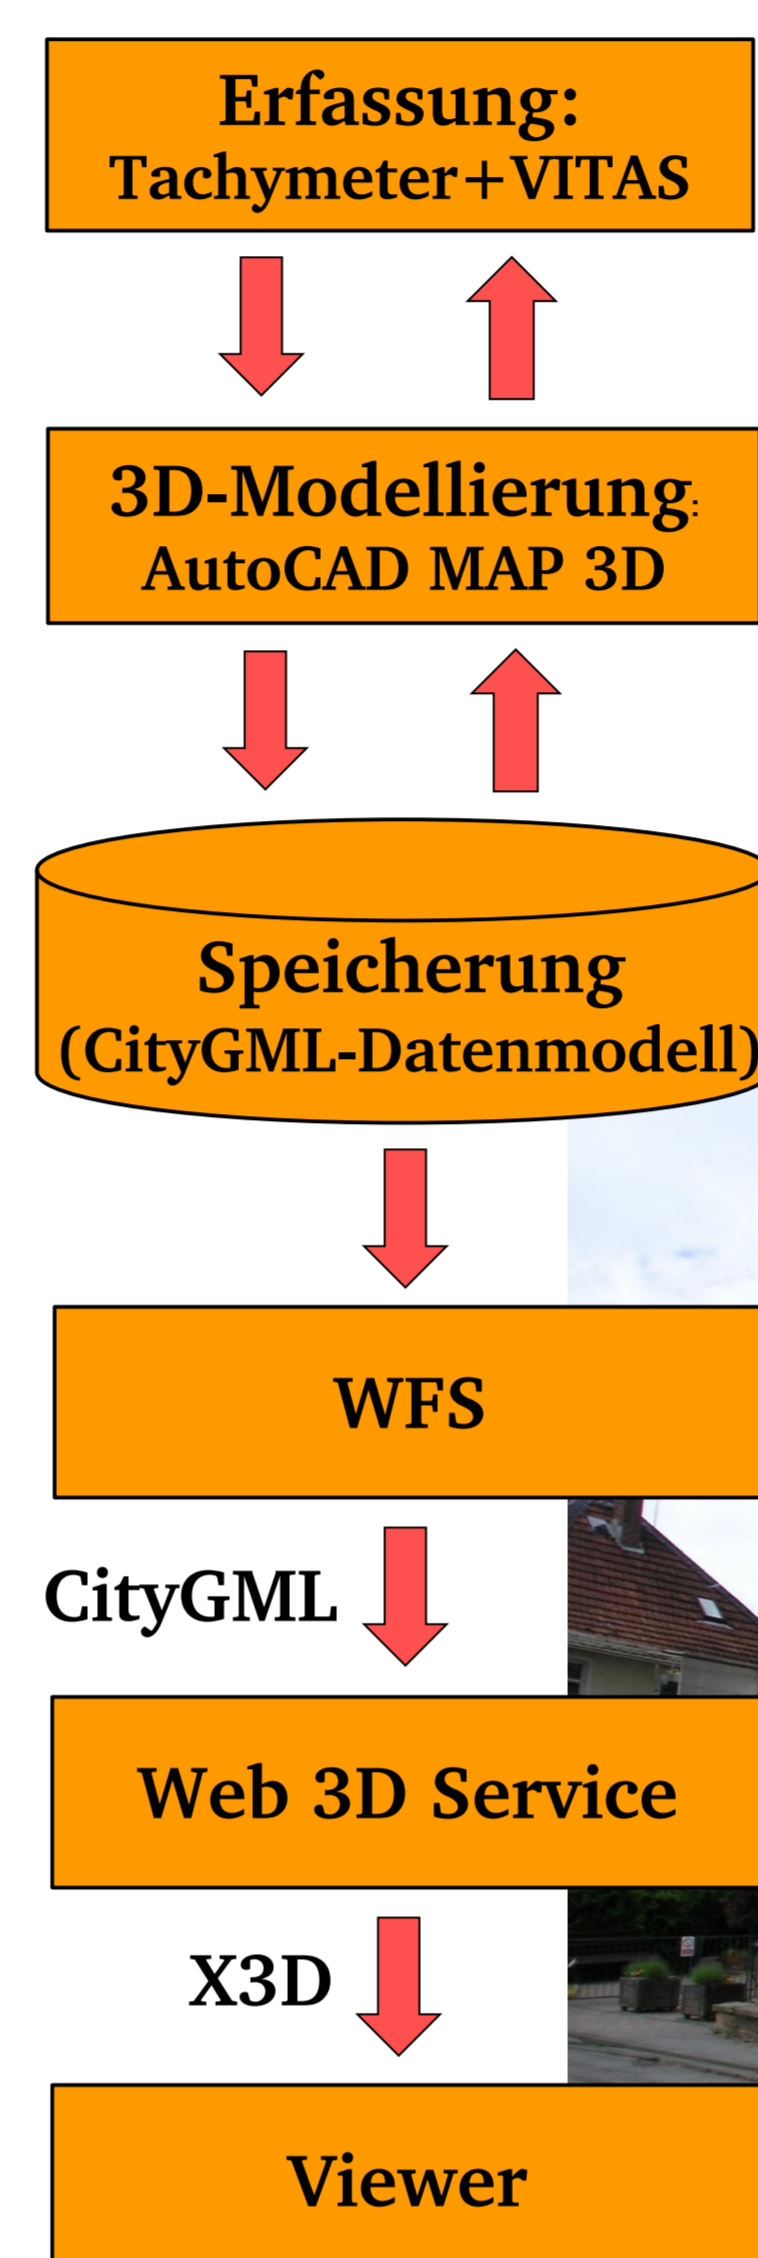 Erfassung:
Tachymeter+VITAS
3D-Modellierung:
AutoCAD MAP 3D
Speicherung
(CityGML-Datenmodell)
WFS
CityGML
Web 3D Service
X3D
Viewer